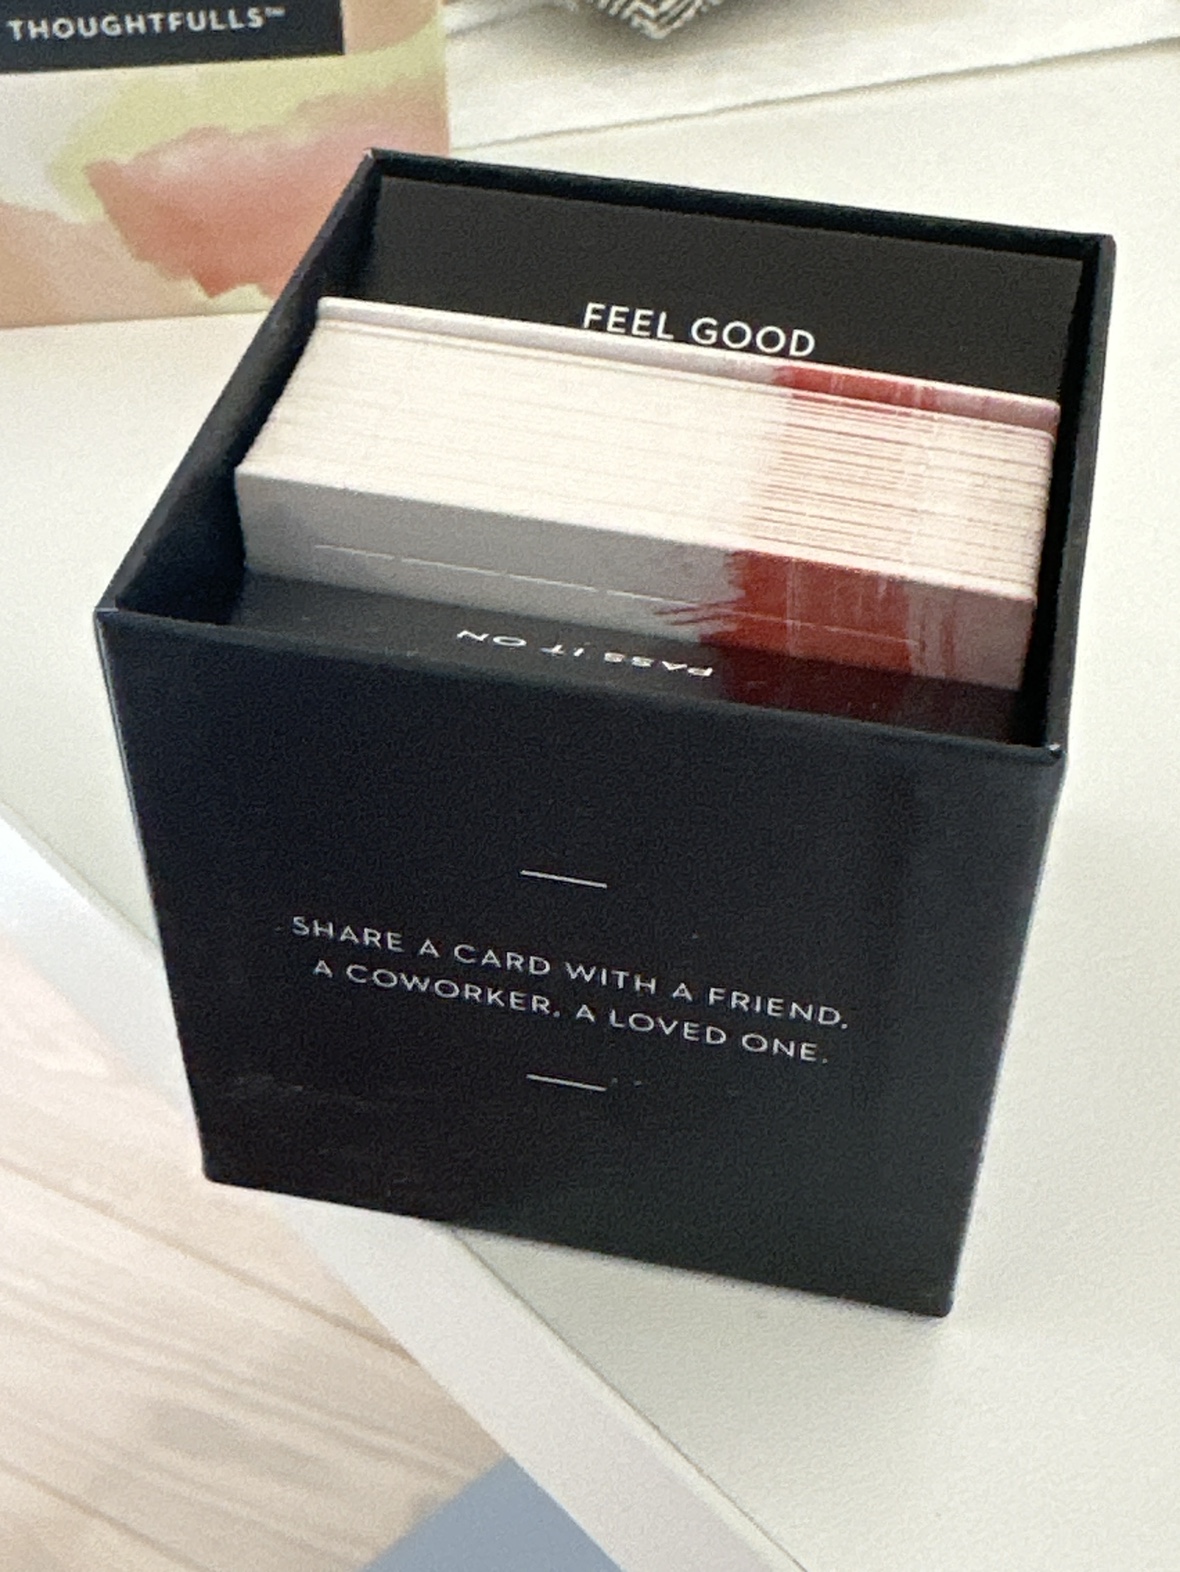 THOUGHTFULLS™
FEEL GOOD
PASS IT ON
SHARE A CARD WITH A FRIEND,
A COWORKER, A LOVED ONE.